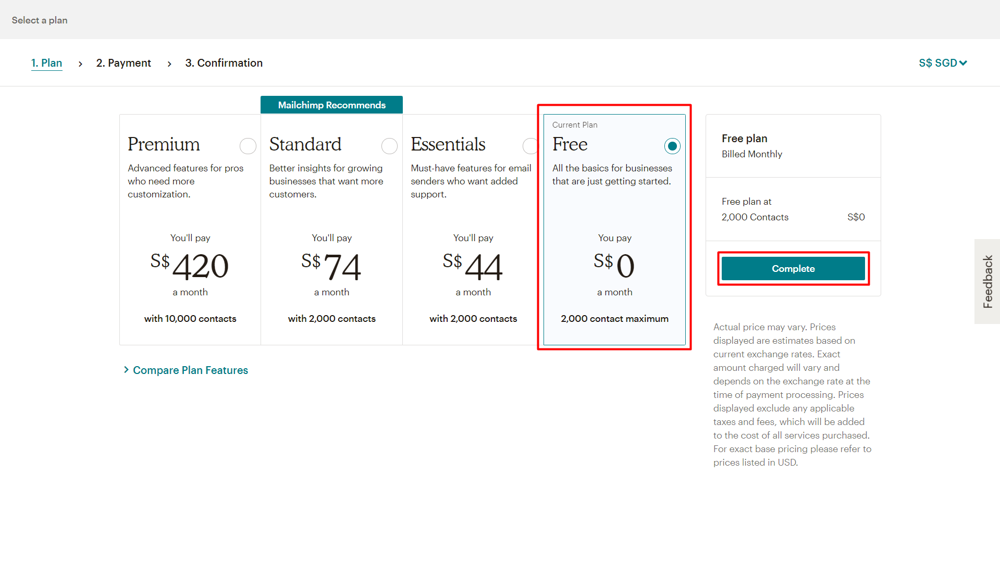 Select a plan
1. Plan
2. Payment
3. Confirmation
S$ SGD
Mailchimp Recommends
Premium
Advanced features for pros
who need more
customization.
You'll pay
S$420
a month
with 10,000 contacts
Standard
Better insights for growing
businesses that want more
customers.
You'll pay
S$74
a month
with 2,000 contacts
Essentials
Must-have features for email
senders who want added
support.
You'll pay
S$44
a month
with 2,000 contacts
Current Plan
Free
All the basics for businesses
that are just getting started.
You pay
S$0
a month
2,000 contact maximum
Free plan
Billed Monthly
Free plan at
2,000 Contacts S$0
Complete
Actual price may vary. Prices
displayed are estimates based on
current exchange rates. Exact
amount charged will vary and
depends on the exchange rate at the
time of payment processing. Prices
displayed exclude any applicable
taxes and fees, which will be added
to the cost of all services purchased.
For exact base pricing please refer to
prices listed in USD.
Compare Plan Features
Feedback